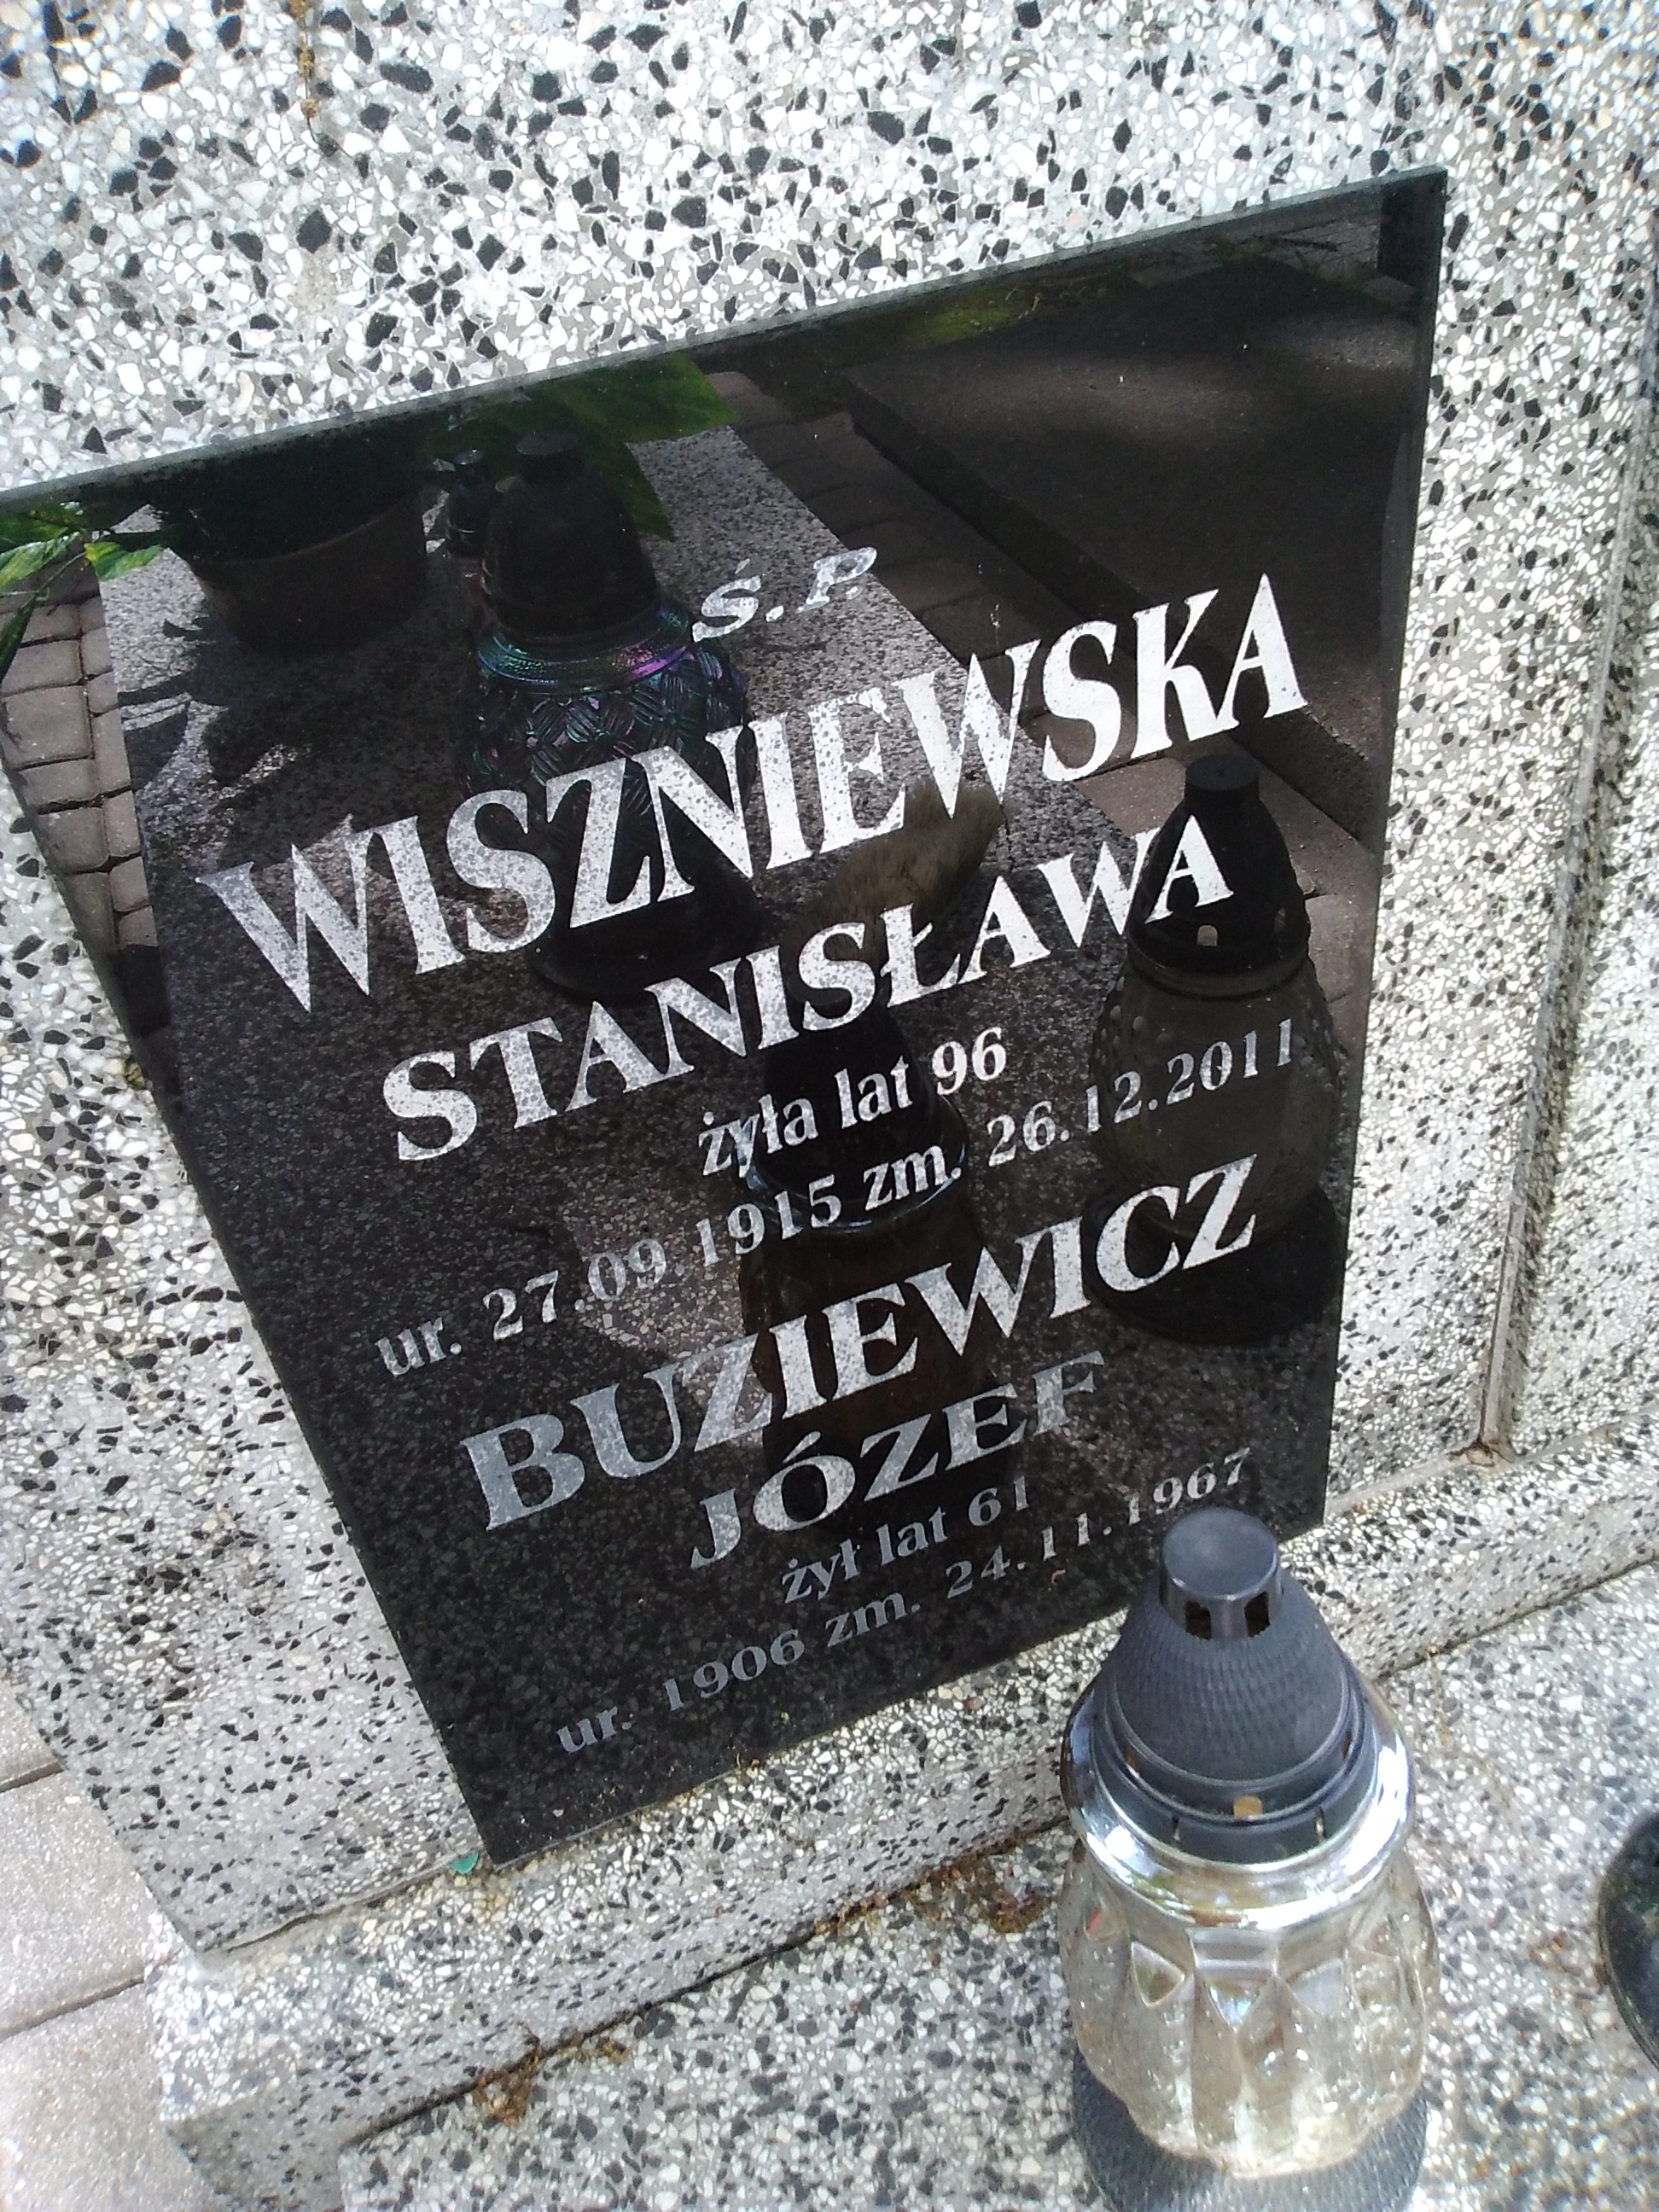 Ś. P.
WISZNIEWSKA
STANISŁAWA
żyła lat 96
ur. 27.09.1915 zm. 26.12.2011
BUZIEWICZ
JÓZEF
żył lat 61
ur. 1906 zm. 24.11.1967